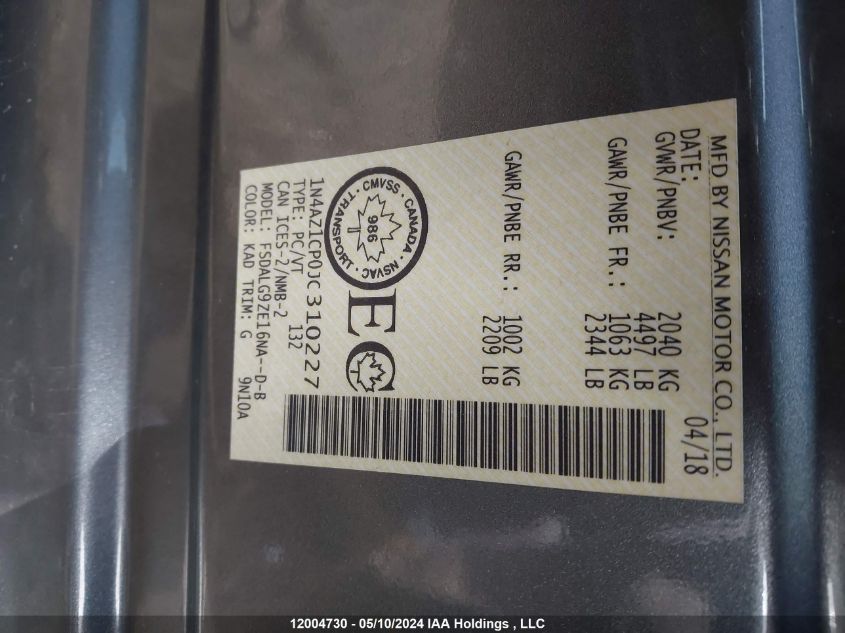 MFD BY NISSAN MOTOR CO., LTD.
DATE: 04/18
GVWR/PNBV: 2040 KG
4497 LB
GAWR/PNBE FR.: 1063 KG
2344 LB
GAWR/PNBE RR.: 1002 KG
2209 LB
CMVSS · CANADA · NSVAC · TRANSPORT ·
986
EC
1N4AZ1CP0JC310227
TYPE: PC/VT 132
CAN ICES-2/NMB-2
MODEL: FSDALG9ZE16NA--D-B
COLOR: KAD TRIM: G 9N10A
12004730 - 05/10/2024 IAA Holdings , LLC